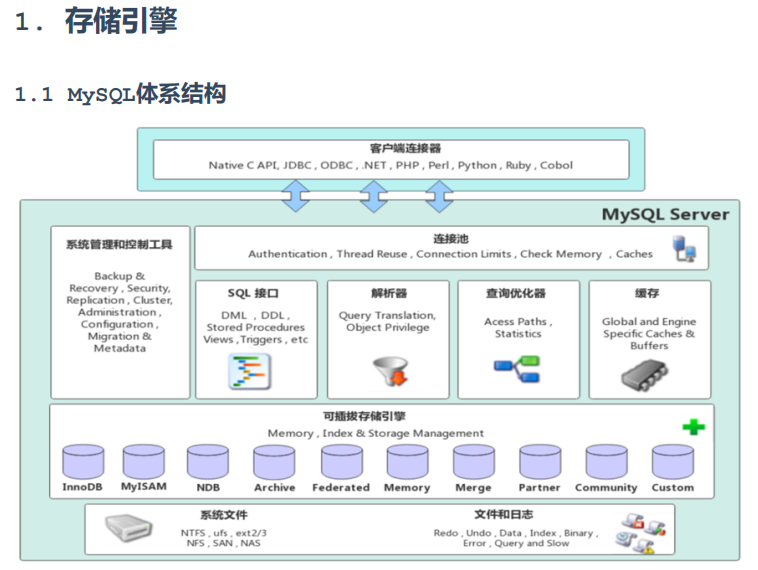 1. 存储引擎
1.1 MySQL体系结构
客户端连接器
Native C API, JDBC , ODBC , .NET , PHP , Perl , Python , Ruby , Cobol
MySQL Server
系统管理和控制工具
Backup &
Recovery , Security,
Replication , Cluster,
Administration ,
Configuration ,
Migration &
Metadata
连接池
Authentication , Thread Reuse , Connection Limits , Check Memory , Caches
SQL 接口
DML , DDL ,
Stored Procedures
Views ,Triggers , etc
解析器
Query Translation,
Object Privilege
查询优化器
Acess Paths ,
Statistics
缓存
Global and Engine
Specific Caches &
Buffers
可插拔存储引擎
Memory , Index & Storage Management
InnoDB MyISAM NDB Archive Federated Memory Merge Partner Community Custom
系统文件
NTFS , ufs , ext2/3
NFS , SAN , NAS
文件和日志
Redo , Undo , Data , Index , Binary ,
Error , Query and Slow